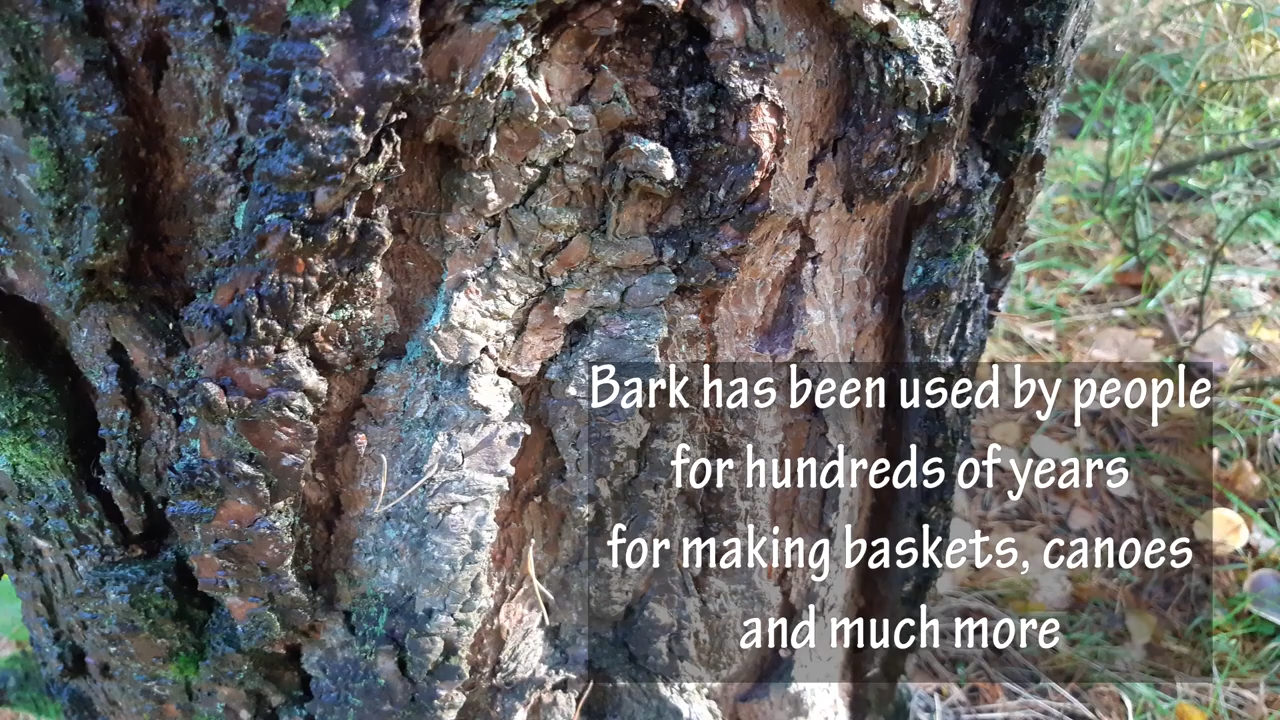 Bark has been used by people
for hundreds of years
for making baskets, canoes
and much more